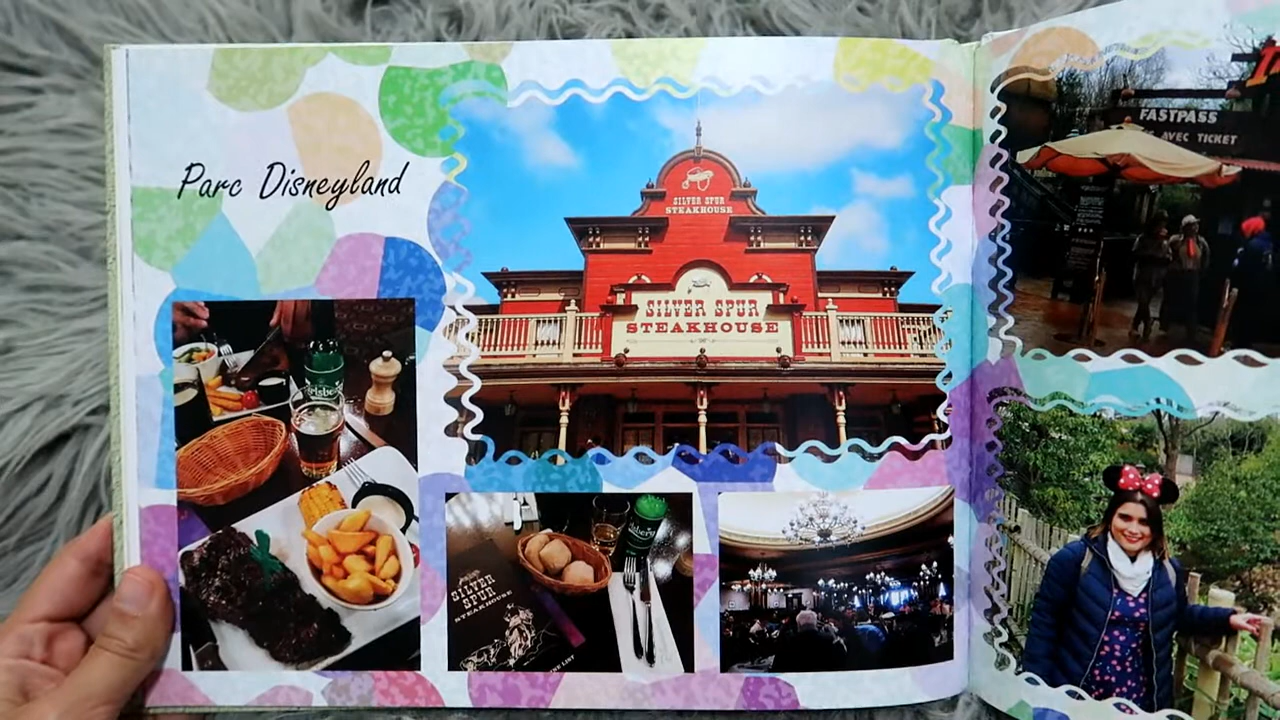 Parc Disneyland
SILVER SPUR
STEAKHOUSE
SILVER SPUR
STEAKHOUSE
SILVER
SPUR
STEAKHOUSE
FASTPASS
AVEC TICKET